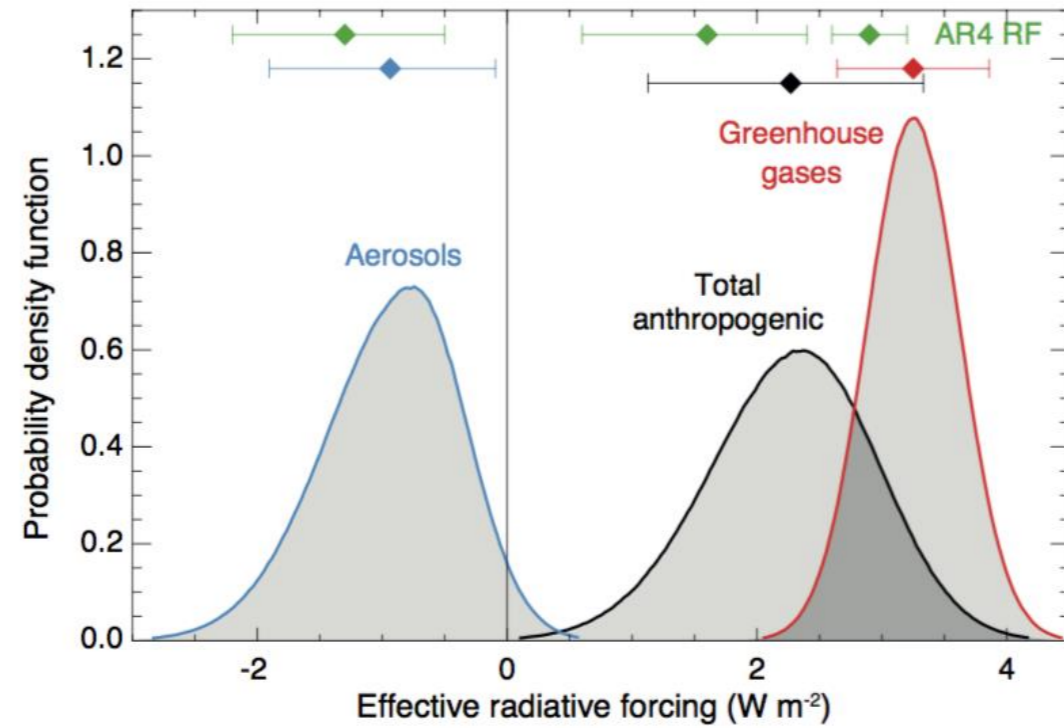 AR4 RF
1.2
Greenhouse
gases
1.0
Probability density function
0.8
Aerosols
Total
anthropogenic
0.6
0.4
0.2
0.0
-2
0
2
4
Effective radiative forcing (W m⁻²)